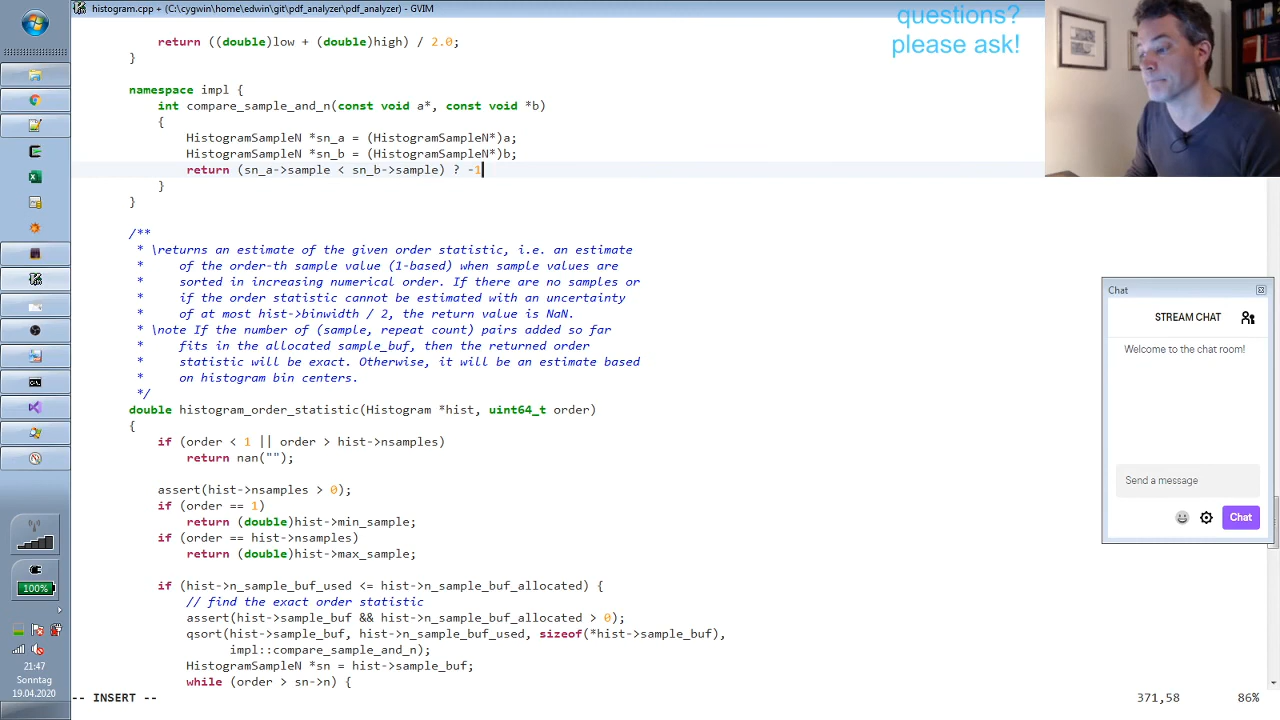 histogram.cpp + (C:\cygwin\home\edwin\git\pdf_analyzer\pdf_analyzer) - GVIM
questions?
please ask!
return ((double)low + (double)high) / 2.0;
}
namespace impl {
int compare_sample_and_n(const void a*, const void *b)
{
HistogramSampleN *sn_a = (HistogramSampleN*)a;
HistogramSampleN *sn_b = (HistogramSampleN*)b;
return (sn_a->sample < sn_b->sample) ? -1
}
}
/**
* \returns an estimate of the given order statistic, i.e. an estimate
* of the order-th sample value (1-based) when sample values are
* sorted in increasing numerical order. If there are no samples or
* if the order statistic cannot be estimated with an uncertainty
* of at most hist->binwidth / 2, the return value is NaN.
* \note If the number of (sample, repeat count) pairs added so far
* fits in the allocated sample_buf, then the returned order
* statistic will be exact. Otherwise, it will be an estimate based
* on histogram bin centers.
*/
double histogram_order_statistic(Histogram *hist, uint64_t order)
{
if (order < 1 || order > hist->nsamples)
return nan("");
assert(hist->nsamples > 0);
if (order == 1)
return (double)hist->min_sample;
if (order == hist->nsamples)
return (double)hist->max_sample;
if (hist->n_sample_buf_used <= hist->n_sample_buf_allocated) {
// find the exact order statistic
assert(hist->sample_buf && hist->n_sample_buf_allocated > 0);
qsort(hist->sample_buf, hist->n_sample_buf_used, sizeof(*hist->sample_buf),
impl::compare_sample_and_n);
HistogramSampleN *sn = hist->sample_buf;
while (order > sn->n) {
-- INSERT --
371,58
86%
Chat
STREAM CHAT
Welcome to the chat room!
Send a message
Chat
100%
21:47
Sonntag
19.04.2020